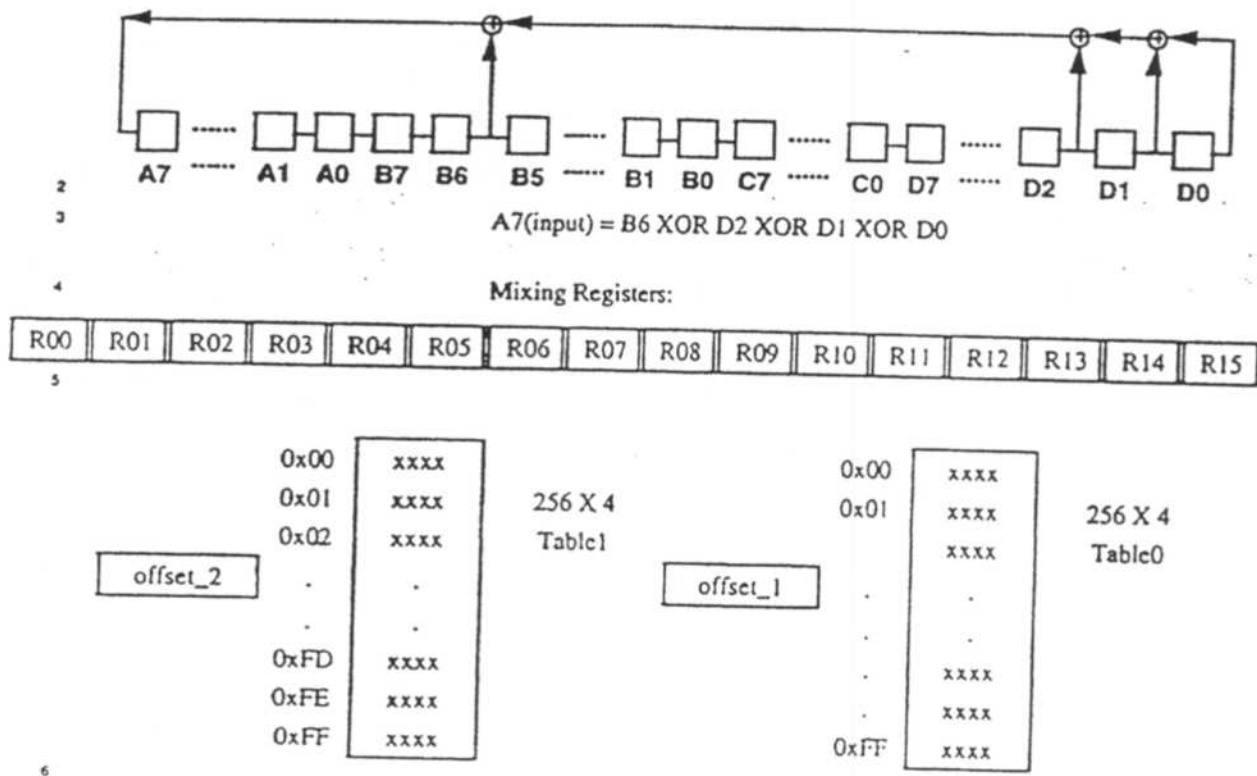 A7 ...... A1 A0 B7 B6 B5 ...... B1 B0 C7 ...... C0 D7 ...... D2 D1 D0
2
3
A7(input) = B6 XOR D2 XOR D1 XOR D0
4
Mixing Registers:
R00 R01 R02 R03 R04 R05 R06 R07 R08 R09 R10 R11 R12 R13 R14 R15
5
0x00 xxxx
0x01 xxxx
0x02 xxxx
. .
. .
0xFD xxxx
0xFE xxxx
0xFF xxxx
256 X 4
Table1
offset_2
0x00 xxxx
0x01 xxxx
xxxx
. .
. .
. xxxx
. xxxx
0xFF xxxx
256 X 4
Table0
offset_1
6